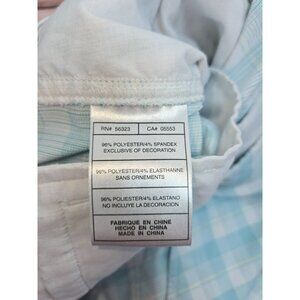 RN# 56323 CA# 05553
96% POLYESTER/4% SPANDEX
EXCLUSIVE OF DECORATION
96% POLYESTER/4% ELASTHANNE
SANS ORNEMENTS
96% POLIESTER/4% ELASTANO
NO INCLUYE LA DECORACION
FABRIQUE EN CHINE
HECHO EN CHINA
MADE IN CHINA